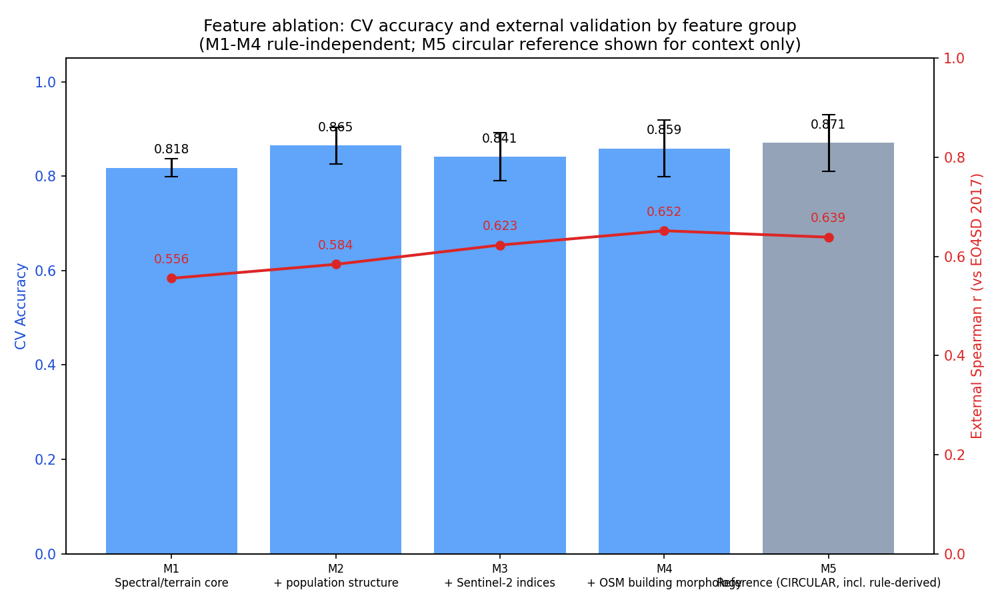 Feature ablation: CV accuracy and external validation by feature group
(M1-M4 rule-independent; M5 circular reference shown for context only)
1.0
0.8
0.6
0.4
0.2
0.0
CV Accuracy
0.818
0.865
0.841
0.859
0.871
0.556
0.584
0.623
0.652
0.639
1.0
0.8
0.6
0.4
0.2
0.0
External Spearman r (vs EO4SD 2017)
M1
Spectral/terrain core
M2
+ population structure
M3
+ Sentinel-2 indices
M4
+ OSM building morphology
M5
Reference (CIRCULAR, incl. rule-derived)